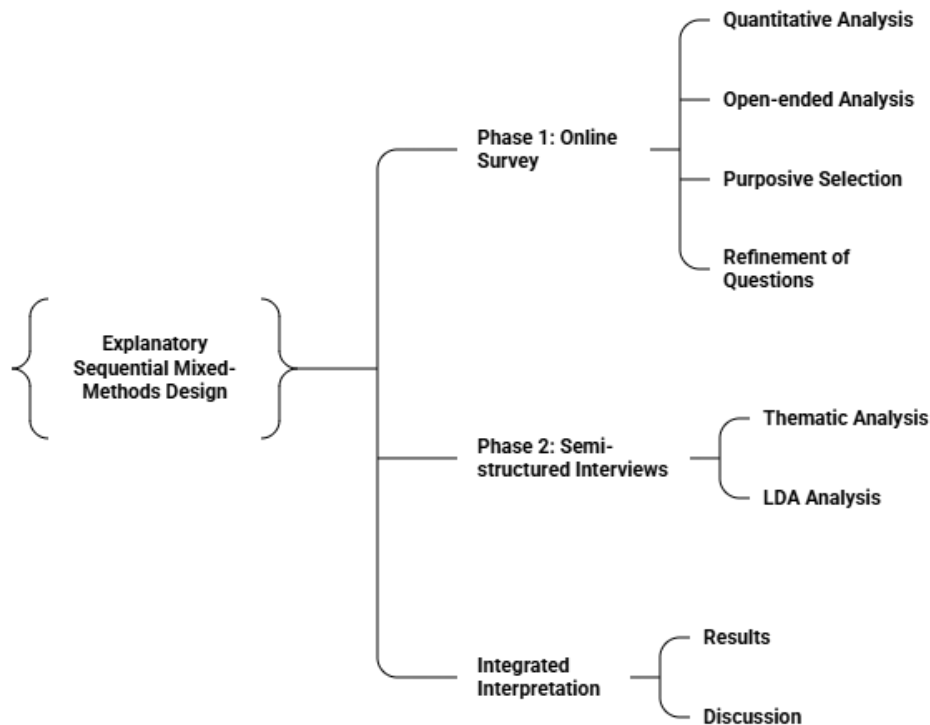 Explanatory
Sequential Mixed-
Methods Design
Phase 1: Online
Survey
Quantitative Analysis
Open-ended Analysis
Purposive Selection
Refinement of
Questions
Phase 2: Semi-
structured Interviews
Thematic Analysis
LDA Analysis
Integrated
Interpretation
Results
Discussion